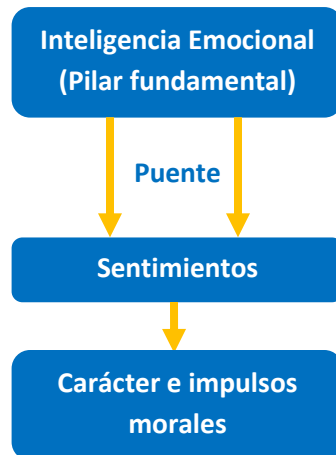 Inteligencia Emocional
(Pilar fundamental)
Puente
Sentimientos
Carácter e impulsos
morales